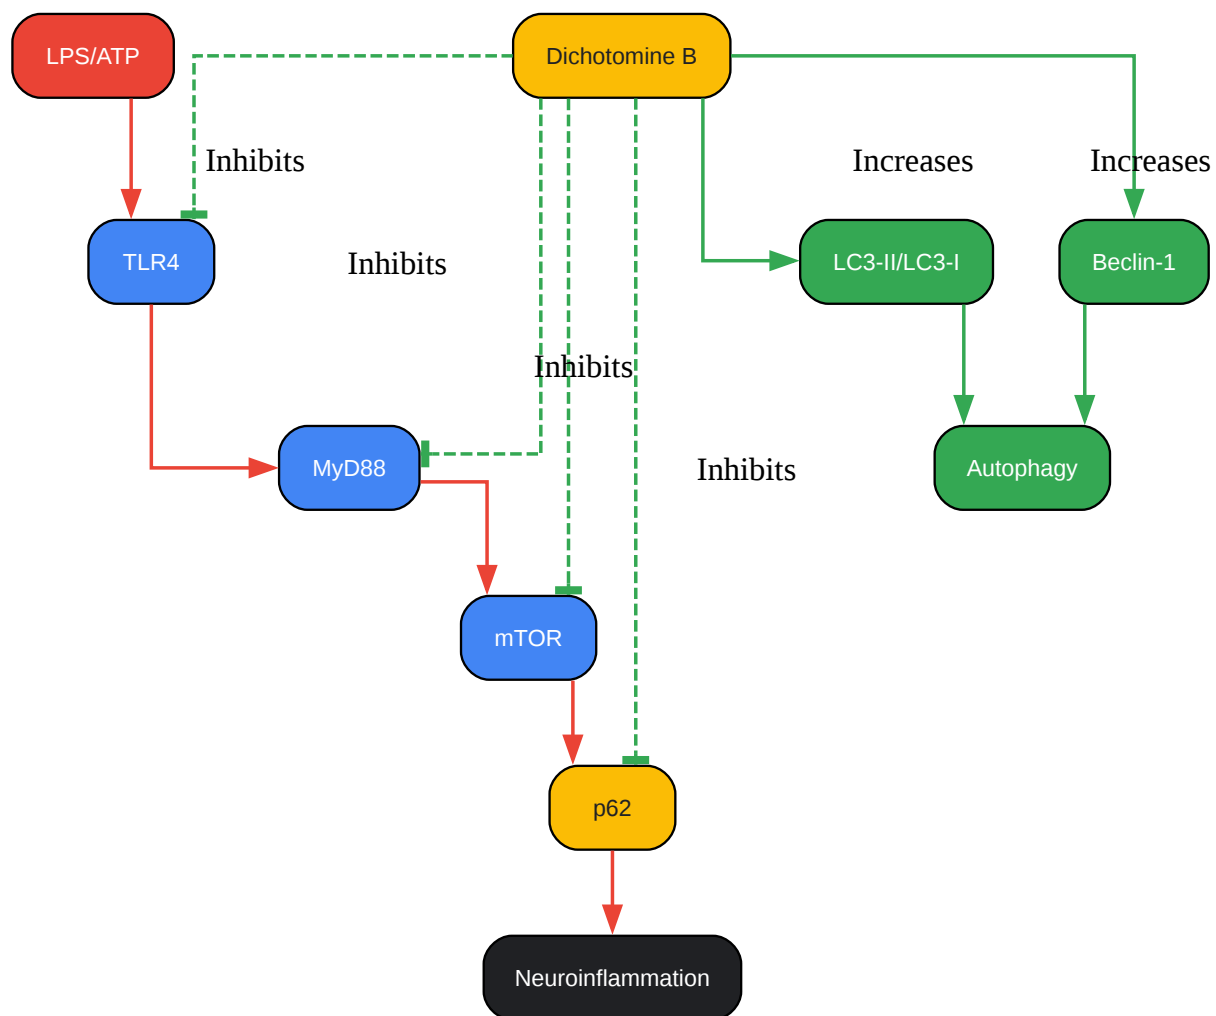 LPS/ATP
Dichotomine B
Inhibits
Increases
Increases
TLR4
Inhibits
LC3-II/LC3-I
Beclin-1
Inhibits
MyD88
Inhibits
Autophagy
mTOR
p62
Neuroinflammation